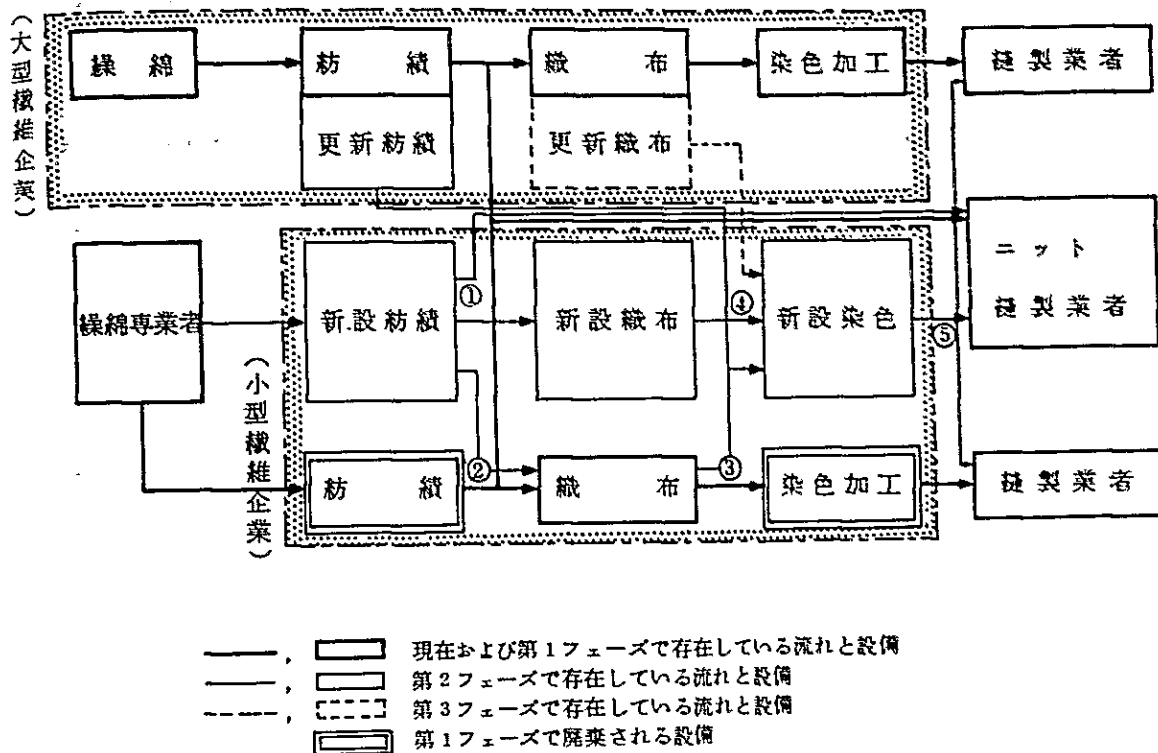 (大型繊維企業)
操綿
紡績
織布
染色加工
縫製業者
更新紡績
更新織布
ニット
縫製業者
操綿専業者
新設紡績
①
新設織布
④
新設染色
⑤
(小型繊維企業)
紡績
②
織布
③
染色加工
縫製業者
現在および第1フェーズで存在している流れと設備
第2フェーズで存在している流れと設備
第3フェーズで存在している流れと設備
第1フェーズで廃棄される設備